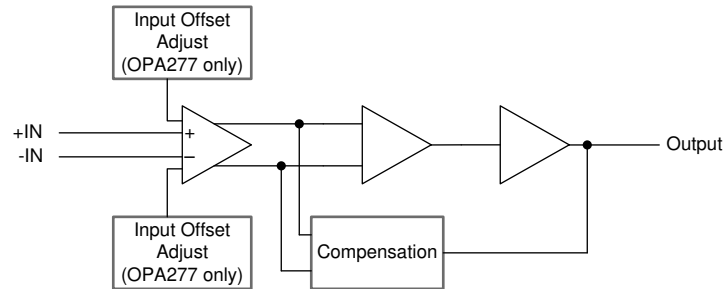 Input Offset
Adjust
(OPA277 only)
+IN
-IN
+
−
Output
Input Offset
Adjust
(OPA277 only)
Compensation